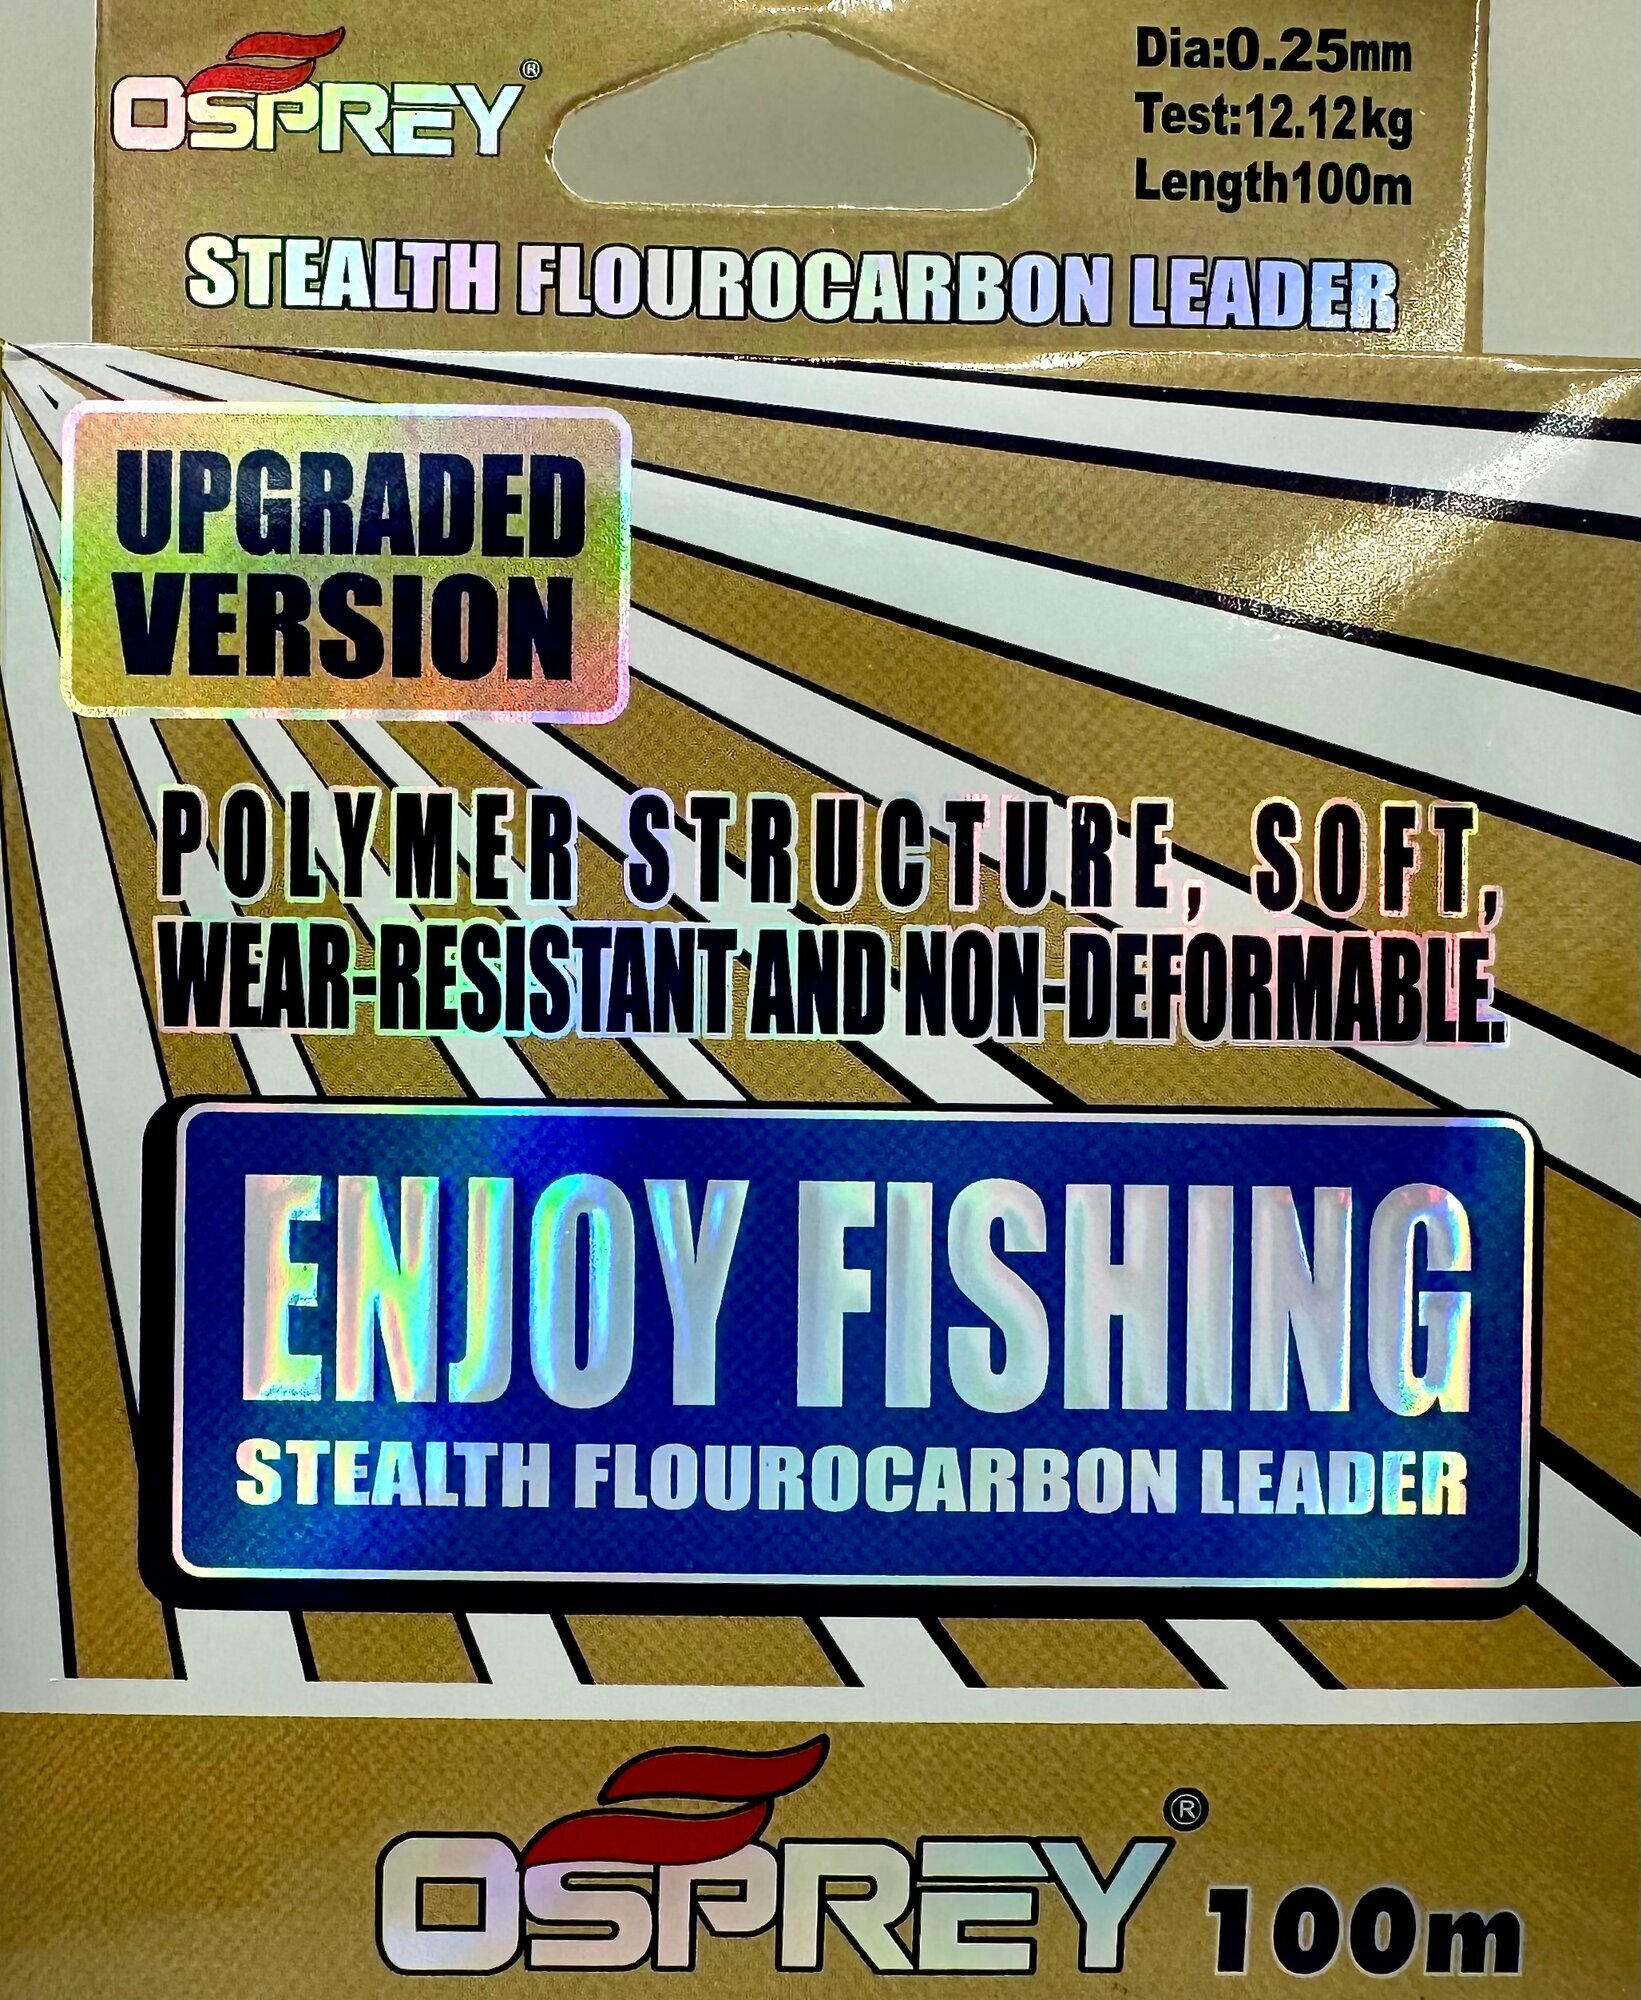 OSPREY®
Dia:0.25mm
Test:12.12kg
Length100m
STEALTH FLOUROCARBON LEADER
UPGRADED
VERSION
POLYMER STRUCTURE, SOFT,
WEAR-RESISTANT AND NON-DEFORMABLE.
ENJOY FISHING
STEALTH FLOUROCARBON LEADER
OSPREY® 100m